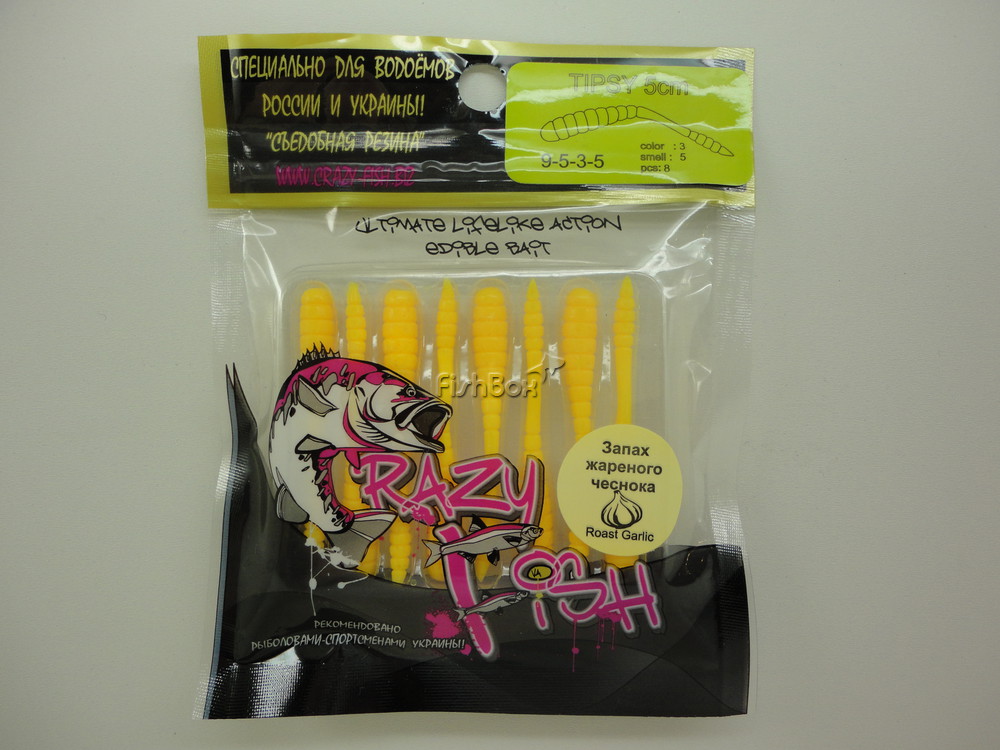 СПЕЦИАЛЬНО ДЛЯ ВОДОЁМОВ
РОССИИ И УКРАИНЫ!
"СЪЕДОБНАЯ РЕЗИНА"
WWW.CRAZY-FISH.BIZ
TIPSY 5cm
9-5-3-5
color : 3
smell : 5
pcs: 8
ULTIMATE LIFELIKE ACTION
EDIBLE BAIT
FishBox
CRAZY
FISH
Запах
жареного
чеснока
Roast Garlic
РЕКОМЕНДОВАНО
РЫБОЛОВАМИ-СПОРТСМЕНАМИ УКРАИНЫ!